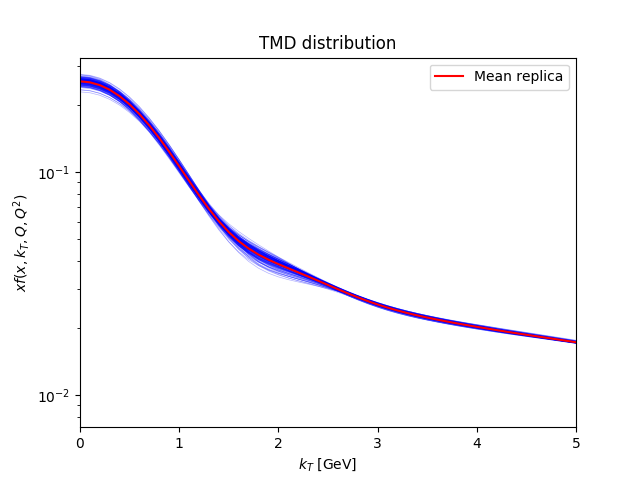 TMD distribution
Mean replica
xf(x, k_T, Q, Q²)
10⁻¹
10⁻²
0 1 2 3 4 5
k_T [GeV]